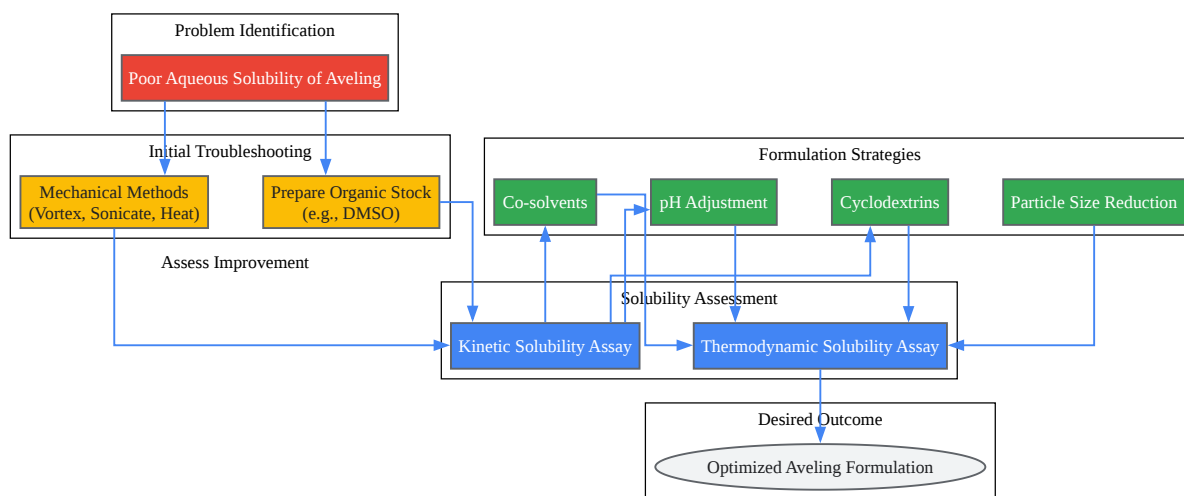 Problem Identification
Poor Aqueous Solubility of Aveling
Initial Troubleshooting
Mechanical Methods
(Vortex, Sonicate, Heat)
Prepare Organic Stock
(e.g., DMSO)
Formulation Strategies
Co-solvents
pH Adjustment
Cyclodextrins
Particle Size Reduction
Assess Improvement
Solubility Assessment
Kinetic Solubility Assay
Thermodynamic Solubility Assay
Desired Outcome
Optimized Aveling Formulation